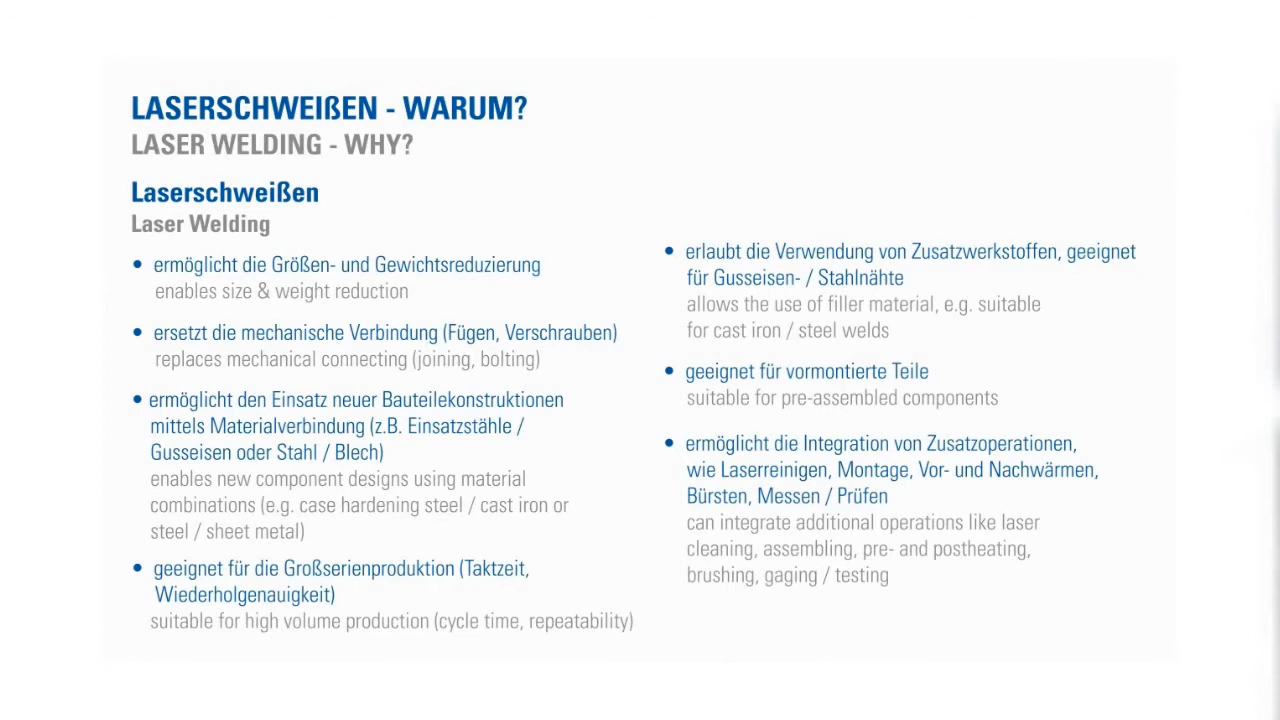 LASERSCHWEIßEN - WARUM?
LASER WELDING - WHY?
Laserschweißen
Laser Welding
• ermöglicht die Größen- und Gewichtsreduzierung
enables size & weight reduction
• ersetzt die mechanische Verbindung (Fügen, Verschrauben)
replaces mechanical connecting (joining, bolting)
• ermöglicht den Einsatz neuer Bauteilekonstruktionen
mittels Materialverbindung (z.B. Einsatzstähle /
Gusseisen oder Stahl / Blech)
enables new component designs using material
combinations (e.g. case hardening steel / cast iron or
steel / sheet metal)
• geeignet für die Großserienproduktion (Taktzeit,
Wiederholgenauigkeit)
suitable for high volume production (cycle time, repeatability)
• erlaubt die Verwendung von Zusatzwerkstoffen, geeignet
für Gusseisen- / Stahlnähte
allows the use of filler material, e.g. suitable
for cast iron / steel welds
• geeignet für vormontierte Teile
suitable for pre-assembled components
• ermöglicht die Integration von Zusatzoperationen,
wie Laserreinigen, Montage, Vor- und Nachwärmen,
Bürsten, Messen / Prüfen
can integrate additional operations like laser
cleaning, assembling, pre- and postheating,
brushing, gaging / testing